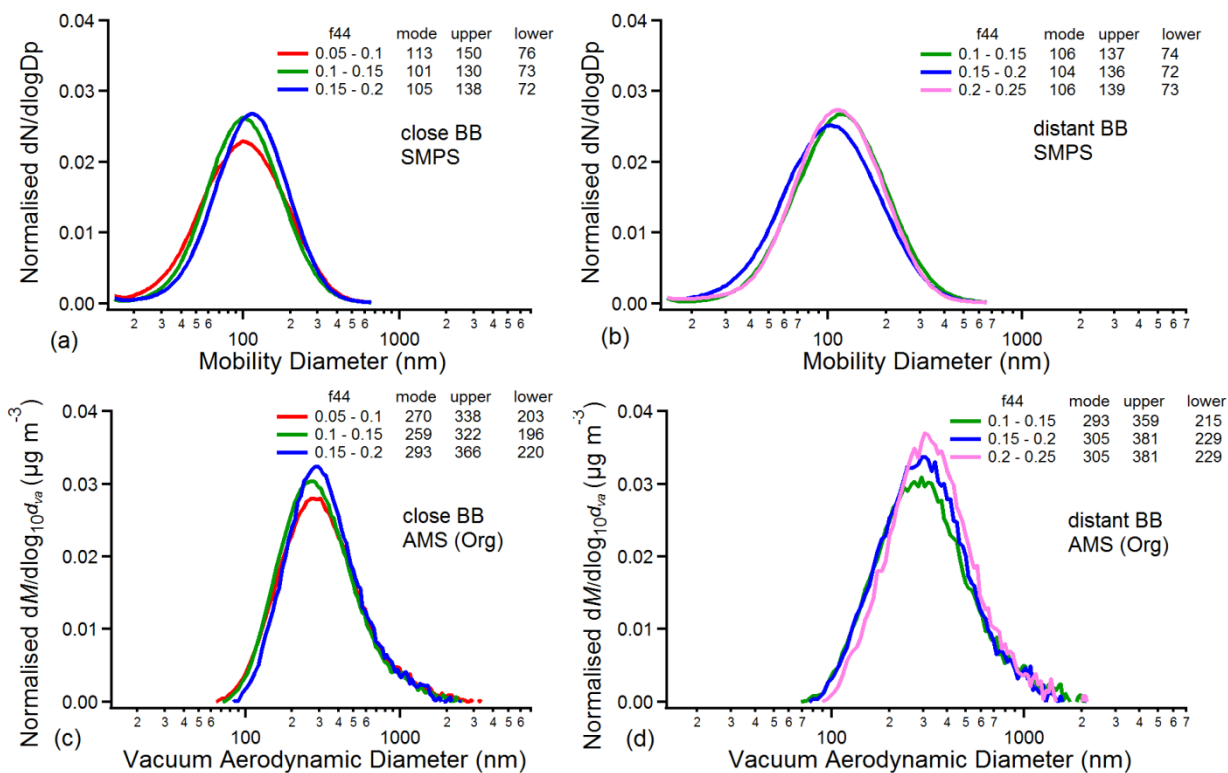 0.04
0.03
0.02
0.01
0.00
Normalised dN/dlogDp
f44 mode upper lower
0.05 - 0.1 113 150 76
0.1 - 0.15 101 130 73
0.15 - 0.2 105 138 72
close BB
SMPS
2 4 5 6 100 2 3 4 5 6 1000 2 3 4 5 6
(a)
Mobility Diameter (nm)
0.04
0.03
0.02
0.01
0.00
Normalised dN/dlogDp
f44 mode upper lower
0.1 - 0.15 106 137 74
0.15 - 0.2 104 136 72
0.2 - 0.25 106 139 73
distant BB
SMPS
2 3 4 5 6 7 100 2 3 4 5 6 7 1000 2 3 4 5 6 7
(b)
Mobility Diameter (nm)
0.04
0.03
0.02
0.01
0.00
Normalised dM/dlog₁₀dva (µg m⁻³)
f44 mode upper lower
0.05 - 0.1 270 338 203
0.1 - 0.15 259 322 196
0.15 - 0.2 293 366 220
close BB
AMS (Org)
2 4 5 6 100 2 3 4 5 6 1000 2 3 4 5 6
(c)
Vacuum Aerodynamic Diameter (nm)
0.04
0.03
0.02
0.01
0.00
Normalised dM/dlog₁₀dva (µg m⁻³)
f44 mode upper lower
0.1 - 0.15 293 359 215
0.15 - 0.2 305 381 229
0.2 - 0.25 305 381 229
distant BB
AMS (Org)
2 3 4 5 6 7 100 2 3 4 5 6 7 1000 2 3 4 5 6 7
(d)
Vacuum Aerodynamic Diameter (nm)